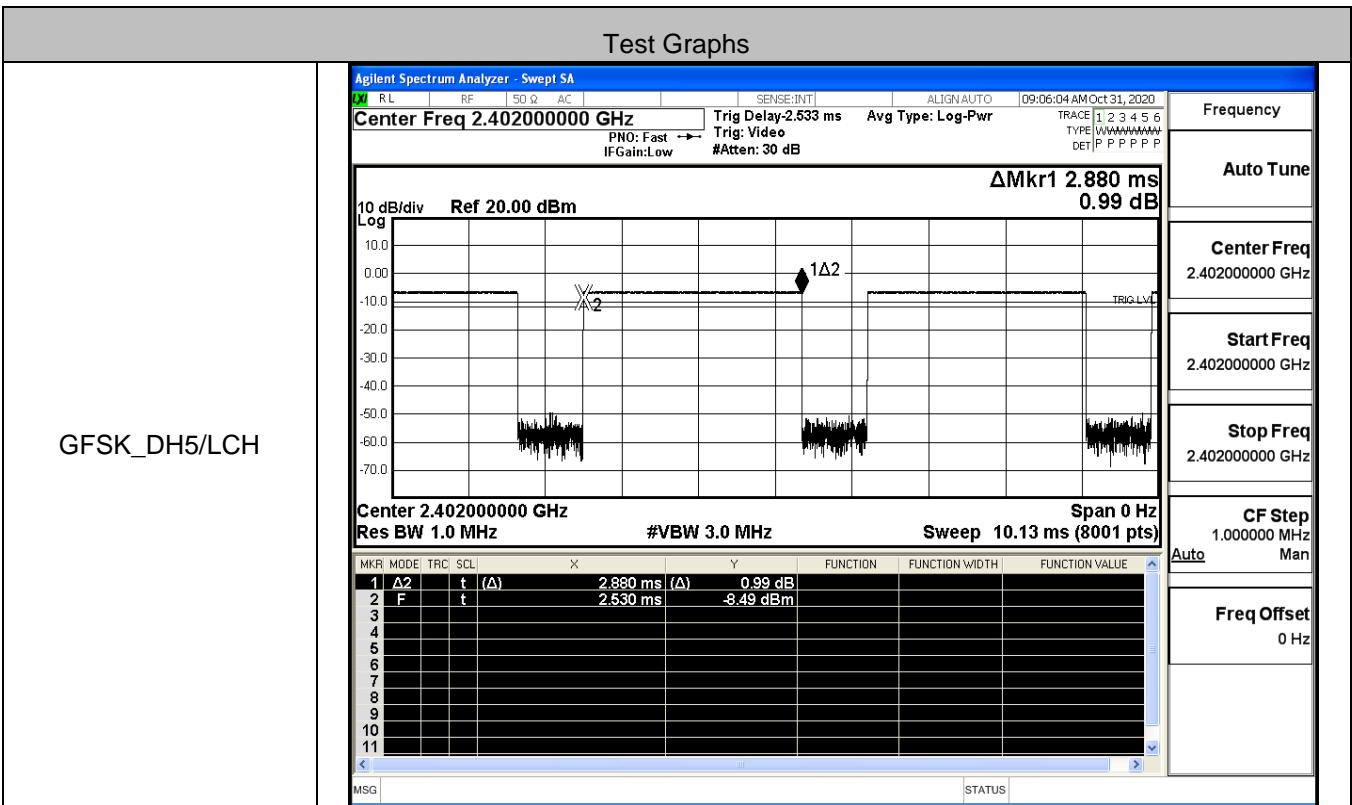 Test Graphs
GFSK_DH5/LCH
Agilent Spectrum Analyzer - Swept SA
LXI RL RF 50 Ω AC SENSE:INT ALIGN AUTO 09:06:04 AM Oct 31, 2020
Center Freq 2.402000000 GHz
PNO: Fast
IFGain:Low
Trig Delay-2.533 ms
Trig: Video
#Atten: 30 dB
Avg Type: Log-Pwr
TRACE 1 2 3 4 5 6
TYPE WWWWWW
DET P P P P P P
ΔMkr1 2.880 ms
0.99 dB
10 dB/div Ref 20.00 dBm
Log
10.0
0.00
-10.0
-20.0
-30.0
-40.0
-50.0
-60.0
-70.0
1Δ2
2
TRIG LVL
Center 2.402000000 GHz Span 0 Hz
Res BW 1.0 MHz #VBW 3.0 MHz Sweep 10.13 ms (8001 pts)
MKR MODE TRC SCL X Y FUNCTION FUNCTION WIDTH FUNCTION VALUE
1 Δ2 t (Δ) 2.880 ms (Δ) 0.99 dB
2 F t 2.530 ms -8.49 dBm
3
4
5
6
7
8
9
10
11
MSG STATUS
Frequency
Auto Tune
Center Freq
2.402000000 GHz
Start Freq
2.402000000 GHz
Stop Freq
2.402000000 GHz
CF Step
1.000000 MHz
Auto Man
Freq Offset
0 Hz